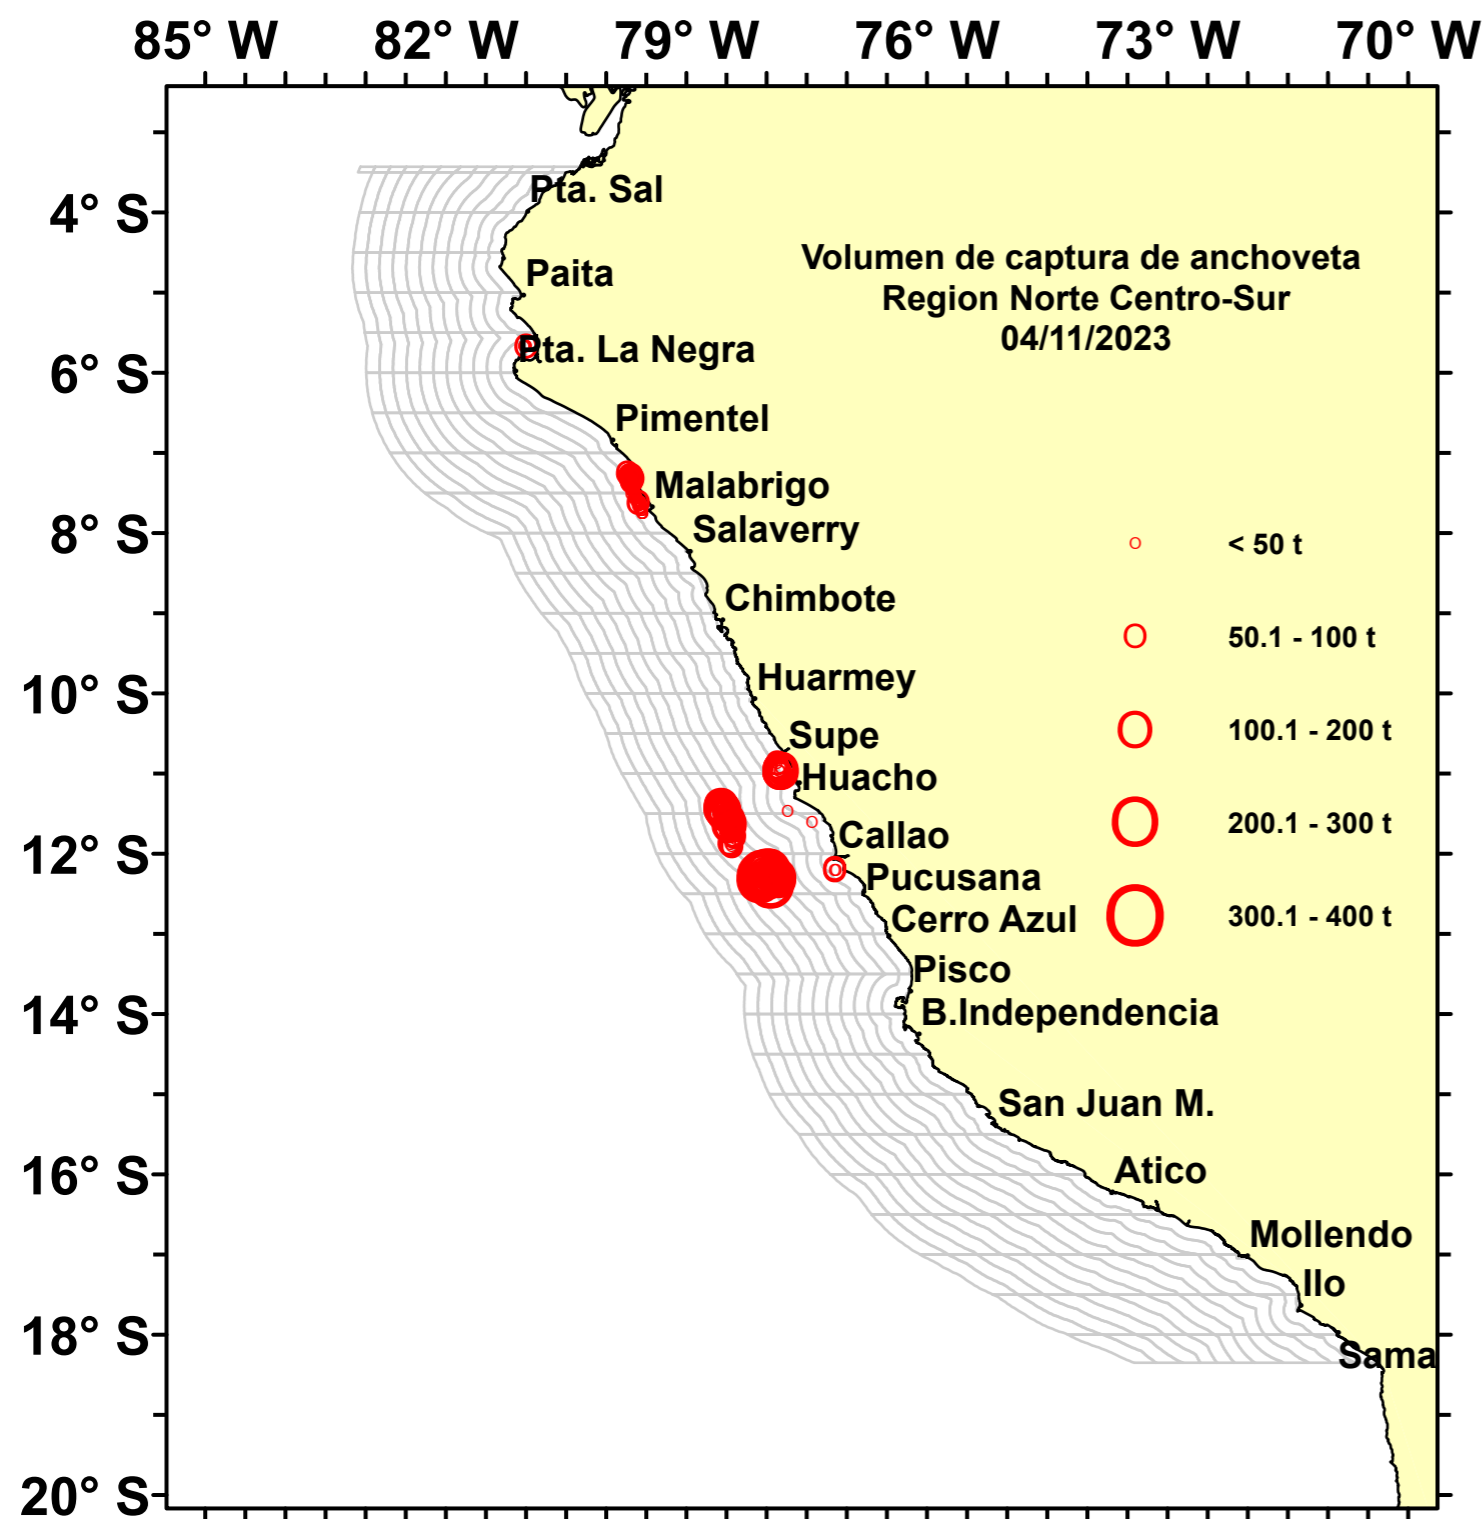 85° W 82° W 79° W 76° W 73° W 70° W
4° S
6° S
8° S
10° S
12° S
14° S
16° S
18° S
20° S
Volumen de captura de anchoveta
Region Norte Centro-Sur
04/11/2023
Pta. Sal
Paita
Pta. La Negra
Pimentel
Malabrigo
Salaverry
Chimbote
Huarmey
Supe
Huacho
Callao
Pucusana
Cerro Azul
Pisco
B.Independencia
San Juan M.
Atico
Mollendo
Ilo
Sama
< 50 t
50.1 - 100 t
100.1 - 200 t
200.1 - 300 t
300.1 - 400 t